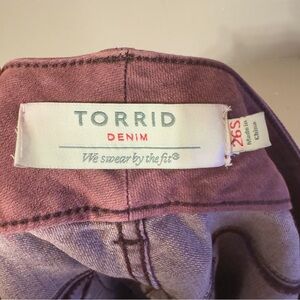 TORRID
DENIM
We swear by the fit®
26S
Made in
China